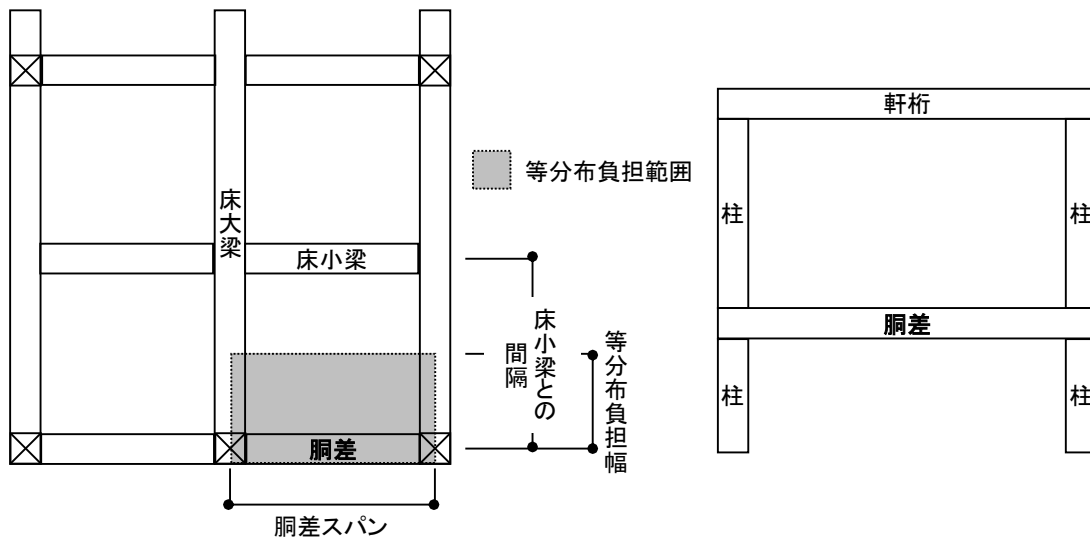 軒桁
等分布負担範囲
床大梁
柱
柱
床小梁
床小梁との
間隔
等分布負担幅
胴差
柱
柱
胴差
胴差スパン